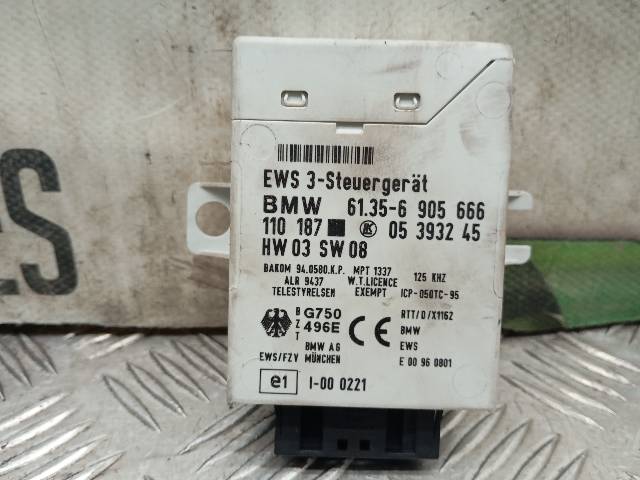 EWS 3-Steuergerät
BMW 61.35-6 905 666
110 187 05 3932 45
HW 03 SW 08
BAKOM 94.0580.K.P. MPT 1337 125 KHZ
ALR 9437 W.T.LICENCE
TELESTYRELSEN EXEMPT ICP-050TC-95
BZT G750 496E CE RTT/D/X1162
BMW
BMW AG EWS
EWS/FZV MÜNCHEN E 00 96 0801
e1 I-00 0221